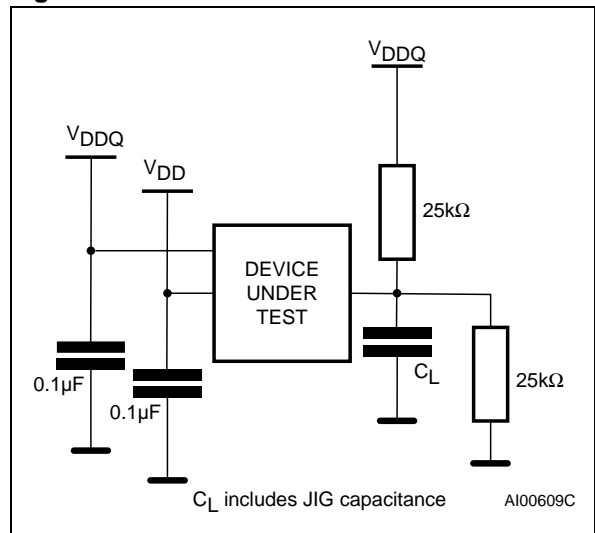 VDDQ
VDDQ
VDD
25kΩ
DEVICE
UNDER
TEST
CL
25kΩ
0.1µF
0.1µF
CL includes JIG capacitance
AI00609C